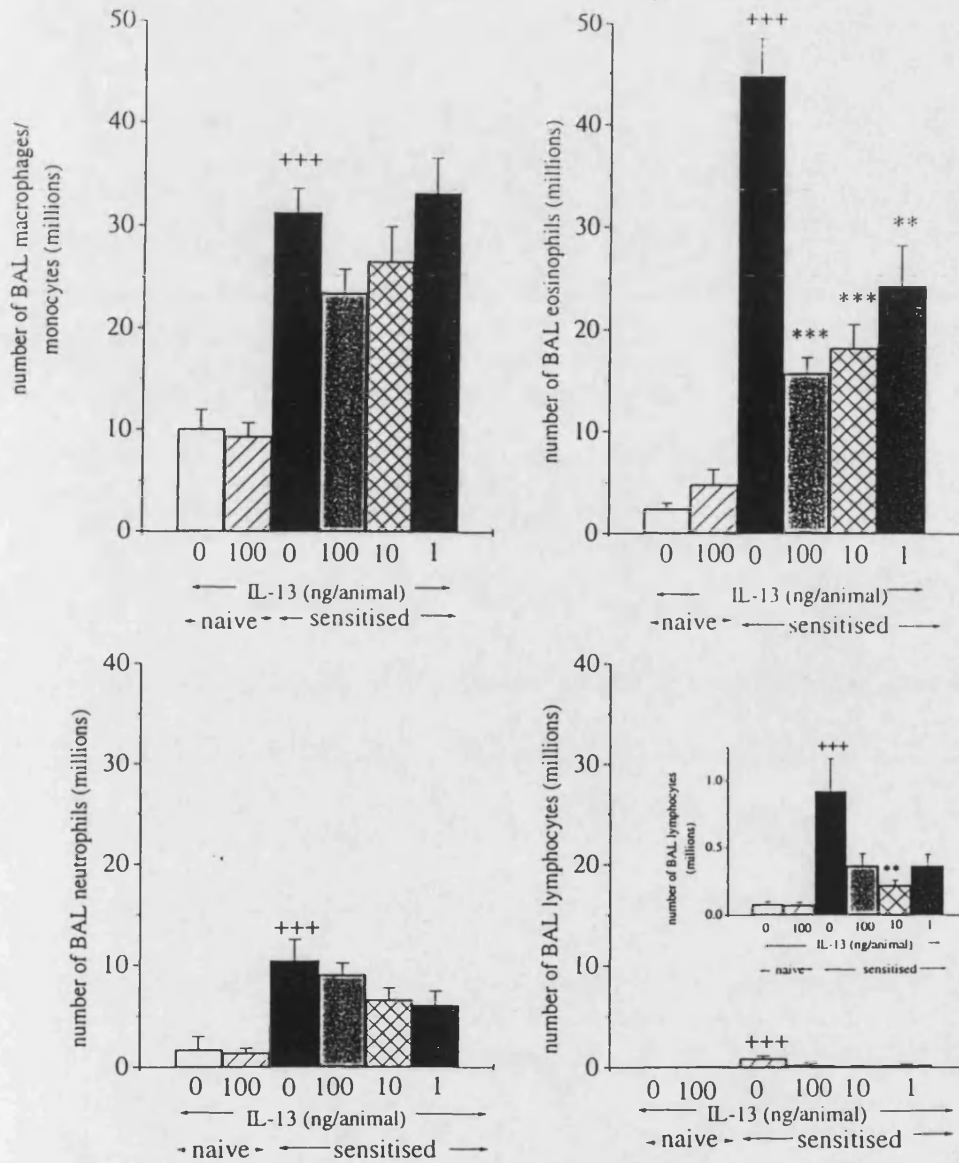 number of BAL macrophages/
monocytes (millions)
50
40
30
20
10
0
+++
0 100 0 100 10 1
IL-13 (ng/animal)
naive sensitised
number of BAL eosinophils (millions)
50
40
30
20
10
0
+++
***
***
**
0 100 0 100 10 1
IL-13 (ng/animal)
naive sensitised
number of BAL neutrophils (millions)
40
30
20
10
0
+++
0 100 0 100 10 1
IL-13 (ng/animal)
naive sensitised
number of BAL lymphocytes (millions)
40
30
20
10
0
+++
0 100 0 100 10 1
IL-13 (ng/animal)
naive sensitised
number of BAL lymphocytes
(millions)
1.0
0.5
0.0
+++
**
0 100 0 100 10 1
IL-13 (ng/animal)
naive sensitised